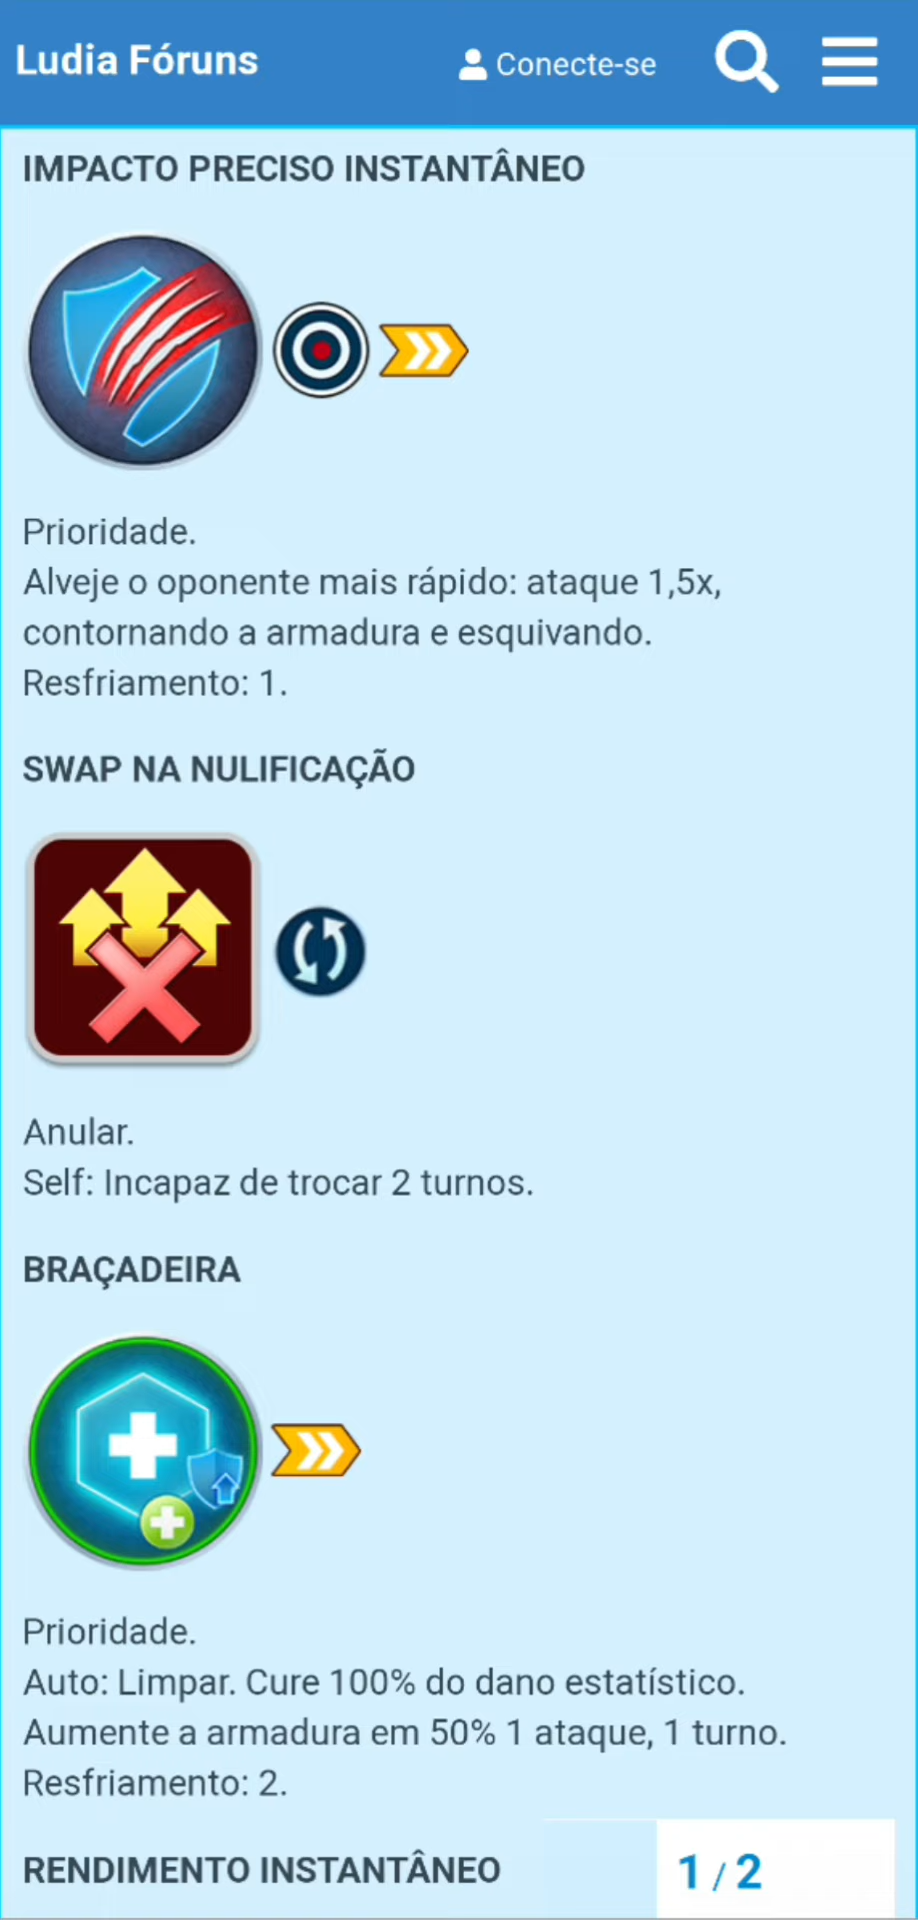 Ludia Fóruns
Conecte-se
IMPACTO PRECISO INSTANTÂNEO
Prioridade.
Alveje o oponente mais rápido: ataque 1,5x,
contornando a armadura e esquivando.
Resfriamento: 1.
SWAP NA NULIFICAÇÃO
Anular.
Self: Incapaz de trocar 2 turnos.
BRAÇADEIRA
Prioridade.
Auto: Limpar. Cure 100% do dano estatístico.
Aumente a armadura em 50% 1 ataque, 1 turno.
Resfriamento: 2.
RENDIMENTO INSTANTÂNEO
1 / 2